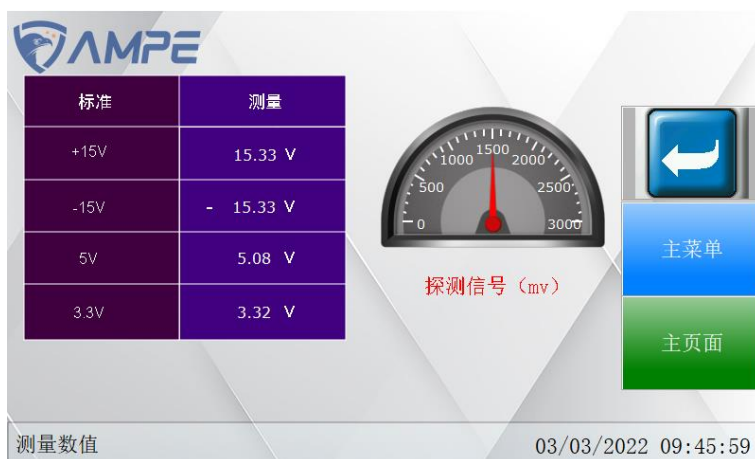 AMPE
标准 测量
+15V 15.33 V
-15V - 15.33 V
5V 5.08 V
3.3V 3.32 V
0 500 1000 1500 2000 2500 3000
探测信号（mv）
主菜单
主页面
测量数值 03/03/2022 09:45:59